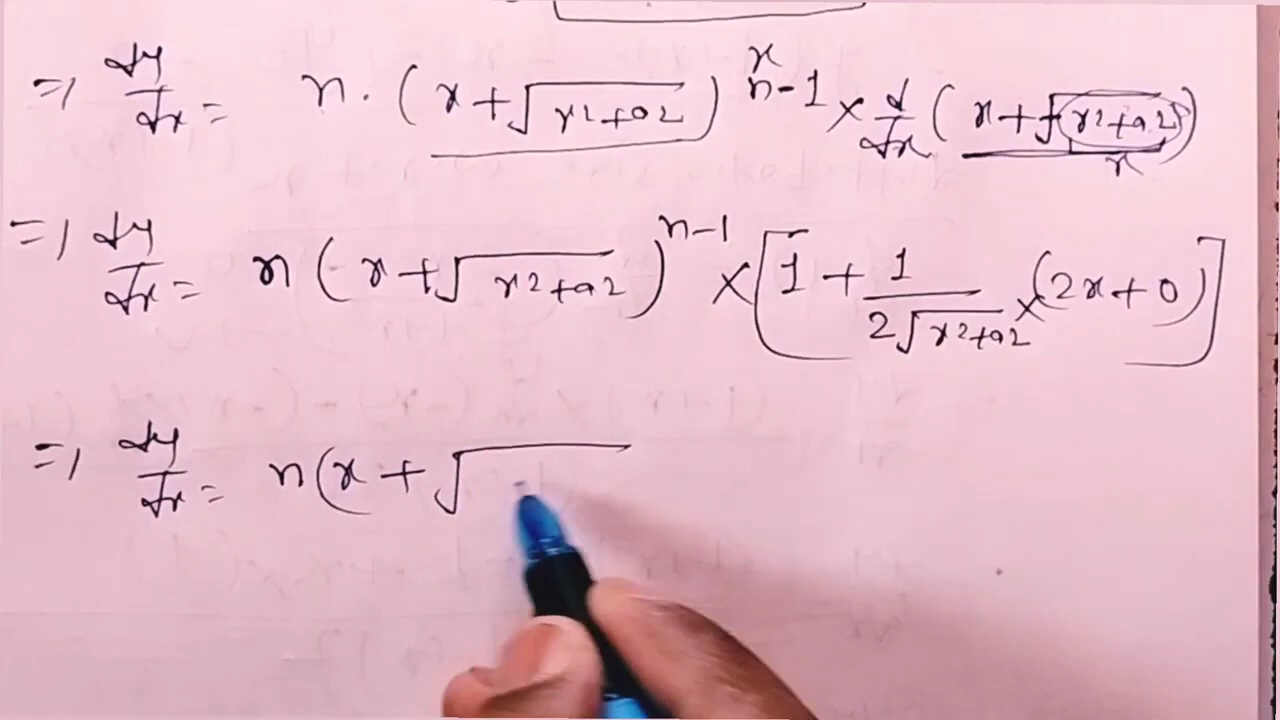 =) dy/dx = n. (x+√x²+a²)ⁿ⁻¹ × d/dx (x+√(x²+a²))
=) dy/dx = n (x+√x²+a²)ⁿ⁻¹ × [1 + 1/2√x²+a² × (2x+0)]
=) dy/dx = n(x + √